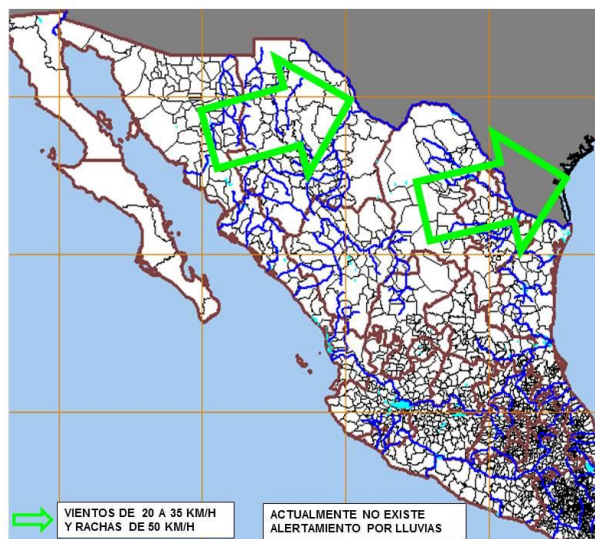 VIENTOS DE 20 A 35 KM/H
Y RACHAS DE 50 KM/H
ACTUALMENTE NO EXISTE
ALERTAMIENTO POR LLUVIAS